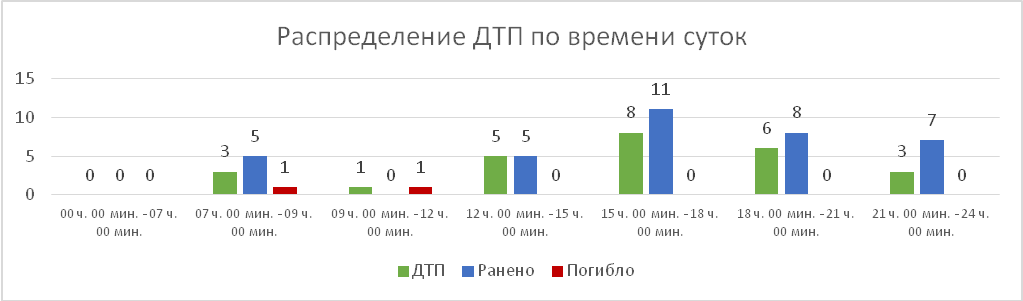 Распределение ДТП по времени суток
15
10
5
0
0 0 0
3 5 1
1 0 1
5 5 0
8 11 0
6 8 0
3 7 0
00 ч. 00 мин. -07 ч. 00 мин.
07 ч. 00 мин. -09 ч. 00 мин.
09 ч. 00 мин. -12 ч. 00 мин.
12 ч. 00 мин. -15 ч. 00 мин.
15 ч. 00 мин. -18 ч. 00 мин.
18 ч. 00 мин. -21 ч. 00 мин.
21 ч. 00 мин. -24 ч. 00 мин.
ДТП Ранено Погибло